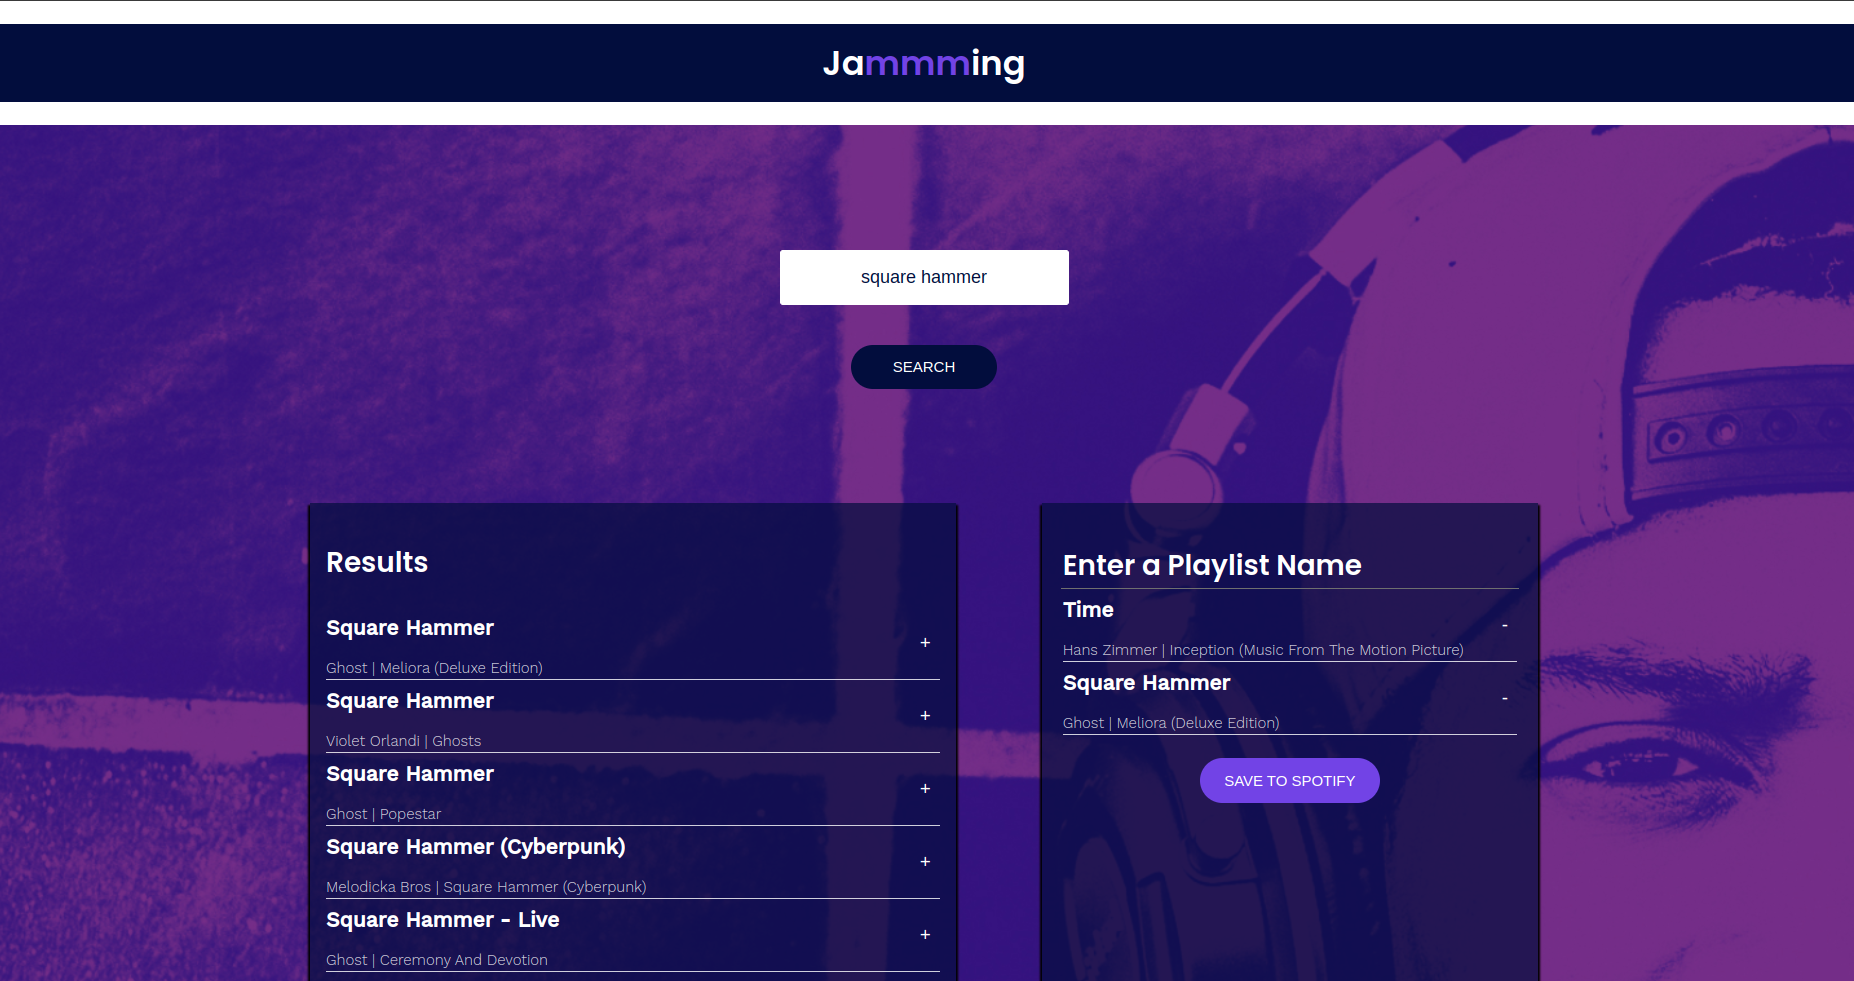 Jammming
square hammer
SEARCH
Results
Square Hammer
+
Ghost | Meliora (Deluxe Edition)
Square Hammer
+
Violet Orlandi | Ghosts
Square Hammer
+
Ghost | Popestar
Square Hammer (Cyberpunk)
+
Melodicka Bros | Square Hammer (Cyberpunk)
Square Hammer - Live
+
Ghost | Ceremony And Devotion
Enter a Playlist Name
Time
-
Hans Zimmer | Inception (Music From The Motion Picture)
Square Hammer
-
Ghost | Meliora (Deluxe Edition)
SAVE TO SPOTIFY